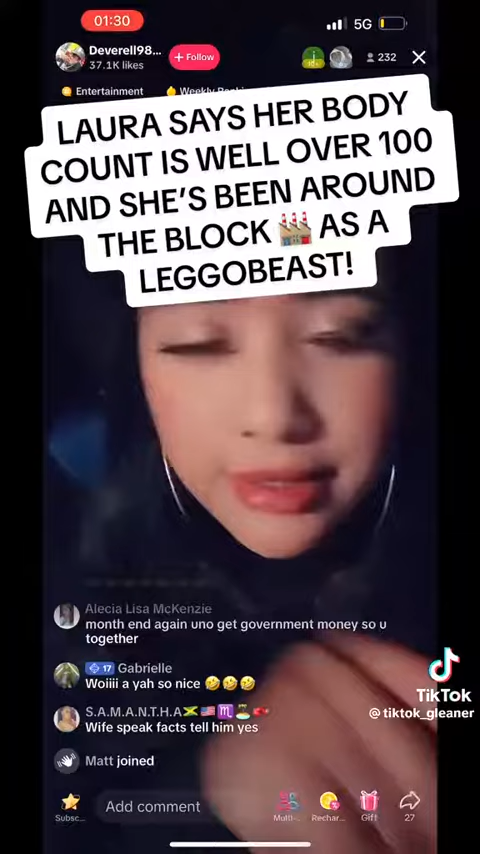 01:30
5G
Deverell98...
37.1K likes
+ Follow
10+
232
Entertainment
Weekly
LAURA SAYS HER BODY
COUNT IS WELL OVER 100
AND SHE'S BEEN AROUND
THE BLOCK 🏭 AS A
LEGGOBEAST!
Alecia Lisa McKenzie
month end again uno get government money so u
together
17 Gabrielle
Woiiii a yah so nice 🤣🤣🤣
S.A.M.A.N.T.H.A🇯🇲🇺🇸♏🏝
Wife speak facts tell him yes
Matt joined
TikTok
@tiktok_gleaner
Add comment
Subsc...
Multi-...
Rechar...
Gift
27